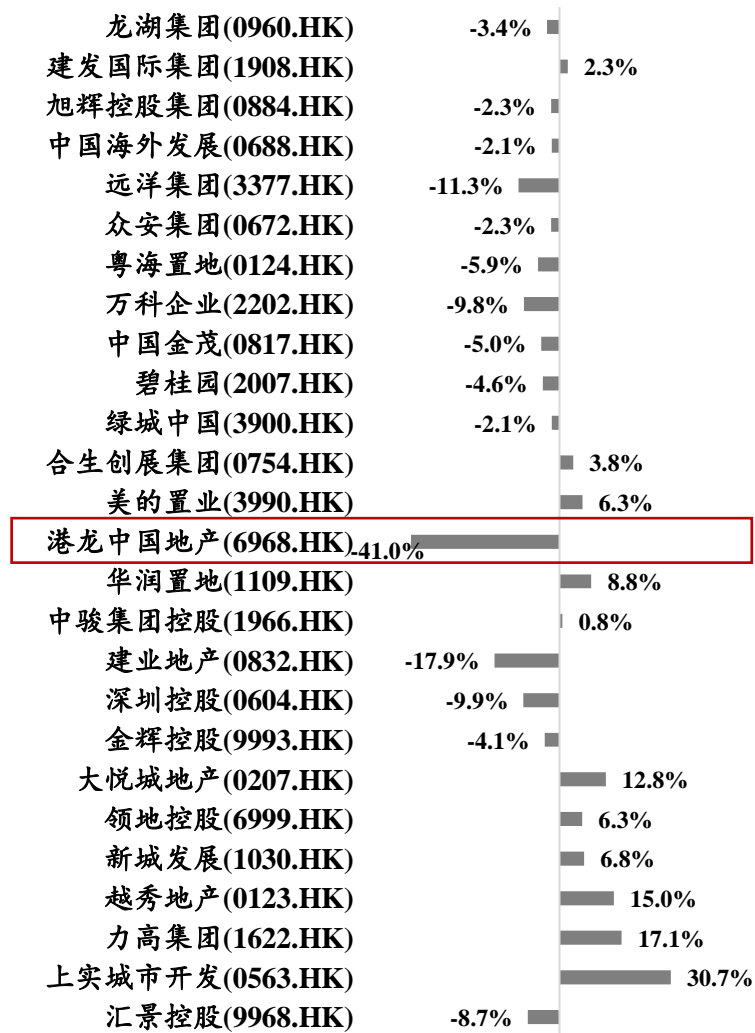 龙湖集团(0960.HK) -3.4%
建发国际集团(1908.HK) 2.3%
旭辉控股集团(0884.HK) -2.3%
中国海外发展(0688.HK) -2.1%
远洋集团(3377.HK) -11.3%
众安集团(0672.HK) -2.3%
粤海置地(0124.HK) -5.9%
万科企业(2202.HK) -9.8%
中国金茂(0817.HK) -5.0%
碧桂园(2007.HK) -4.6%
绿城中国(3900.HK) -2.1%
合生创展集团(0754.HK) 3.8%
美的置业(3990.HK) 6.3%
港龙中国地产(6968.HK) -41.0%
华润置地(1109.HK) 8.8%
中骏集团控股(1966.HK) 0.8%
建业地产(0832.HK) -17.9%
深圳控股(0604.HK) -9.9%
金辉控股(9993.HK) -4.1%
大悦城地产(0207.HK) 12.8%
领地控股(6999.HK) 6.3%
新城发展(1030.HK) 6.8%
越秀地产(0123.HK) 15.0%
力高集团(1622.HK) 17.1%
上实城市开发(0563.HK) 30.7%
汇景控股(9968.HK) -8.7%